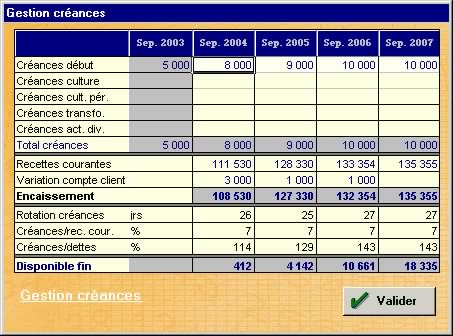 Gestion créances
Sep. 2003 Sep. 2004 Sep. 2005 Sep. 2006 Sep. 2007
Créances début 5 000 8 000 9 000 10 000 10 000
Créances culture
Créances cult. pér.
Créances transfo.
Créances act. div.
Total créances 5 000 8 000 9 000 10 000 10 000
Recettes courantes 111 530 128 330 133 354 135 355
Variation compte client 3 000 1 000 1 000
Encaissement 108 530 127 330 132 354 135 355
Rotation créances jrs 26 25 27 27
Créances/rec. cour. % 7 7 7 7
Créances/dettes % 114 129 143 143
Disponible fin 412 4 142 10 661 18 335
Gestion créances
Valider